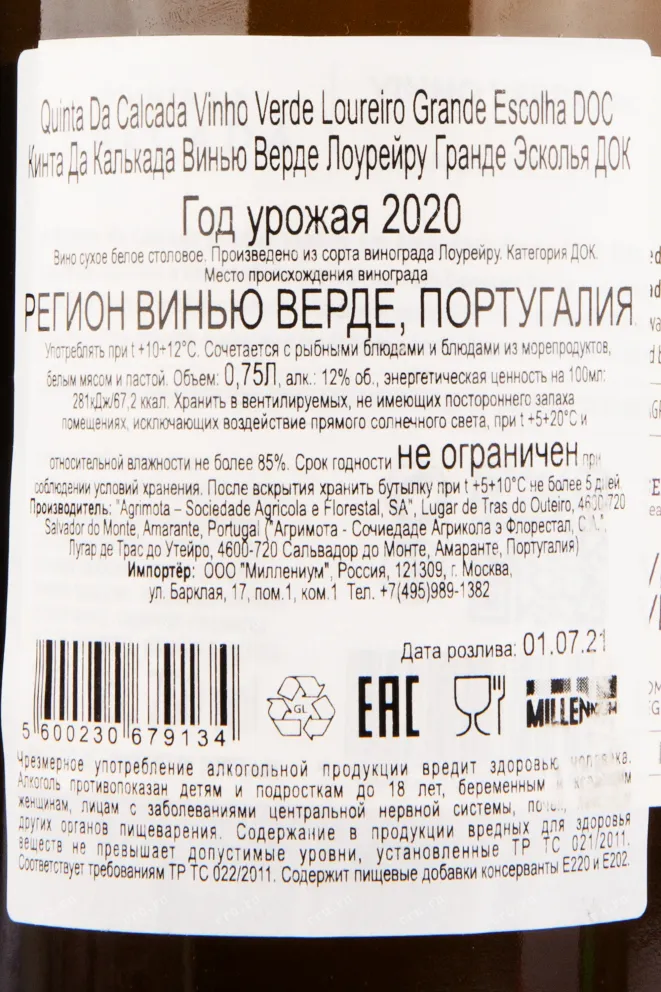 Quinta Da Calcada Vinho Verde Loureiro Grande Escolha DOC
Кинта Да Калькада Винью Верде Лоурейру Гранде Эсколья ДОК
Год урожая 2020
Вино сухое белое столовое. Произведено из сорта винограда Лоурейру. Категория ДОК.
Место происхождения винограда
РЕГИОН ВИНЬЮ ВЕРДЕ, ПОРТУГАЛИЯ.
Употреблять при t +10+12°С. Сочетается с рыбными блюдами и блюдами из морепродуктов,
белым мясом и пастой. Объем: 0,75Л, алк.: 12% об., энергетическая ценность на 100мл:
281кДж/67,2 ккал. Хранить в вентилируемых, не имеющих постороннего запаха
помещениях, исключающих воздействие прямого солнечного света, при t +5+20°С и
относительной влажности не более 85%. Срок годности не ограничен при
соблюдении условий хранения. После вскрытия хранить бутылку при t +5+10°С не более 5 дней.
Производитель: "Agrimota – Sociedade Agricola e Florestal, SA", Lugar de Tras do Outeiro, 4600-720
Salvador do Monte, Amarante, Portugal ("Агримота - Сочиедаде Агрикола э Флорестал, С.А.",
Лугар де Трас до Утейро, 4600-720 Сальвадор до Монте, Амаранте, Португалия)
Импортёр: ООО "Миллениум", Россия, 121309, г. Москва,
ул. Барклая, 17, пом.1, ком.1 Тел. +7(495)989-1382
Дата розлива: 01.07.21
GL
EAC
MILLENNIUM
5 600230 679134
Чрезмерное употребление алкогольной продукции вредит здоровью человека.
Алкоголь противопоказан детям и подросткам до 18 лет, беременным и кормящим
женщинам, лицам с заболеваниями центральной нервной системы,
других органов пищеварения. Содержание в продукции вредных для здоровья
веществ не превышает допустимые уровни, установленные ТР ТС 021/2011.
Соответствует требованиям ТР ТС 022/2011. Содержит пищевые добавки консерванты Е220 и Е202.